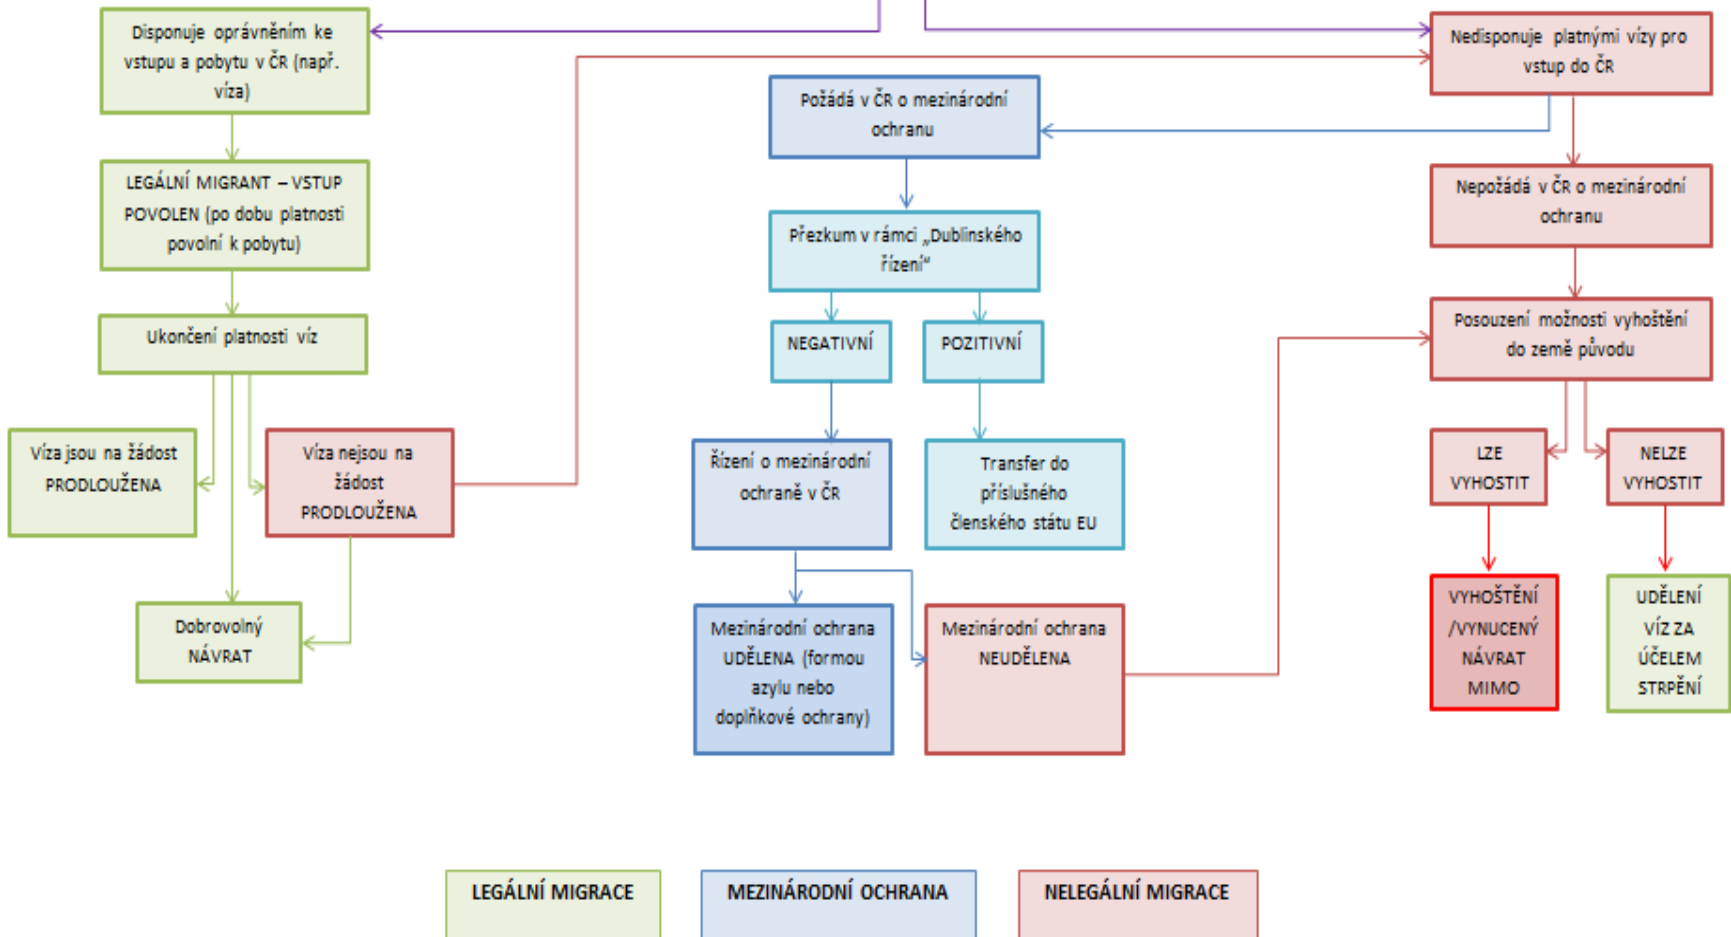 Disponuje oprávněním ke
vstupu a pobytu v ČR (např.
víza)
LEGÁLNÍ MIGRANT – VSTUP
POVOLEN (po dobu platnosti
povolní k pobytu)
Ukončení platnosti víz
Víza jsou na žádost
PRODLOUŽENA
Víza nejsou na
žádost
PRODLOUŽENA
Dobrovolný
NÁVRAT
Požádá v ČR o mezinárodní
ochranu
Přezkum v rámci „Dublinského
řízení“
NEGATIVNÍ
POZITIVNÍ
Řízení o mezinárodní
ochraně v ČR
Transfer do
příslušného
členského státu EU
Mezinárodní ochrana
UDĚLENA (formou
azylu nebo
doplňkové ochrany)
Mezinárodní ochrana
NEUDĚLENA
Nedisponuje platnými vízy pro
vstup do ČR
Nepožádá v ČR o mezinárodní
ochranu
Posouzení možnosti vyhoštění
do země původu
LZE
VYHOSTIT
NELZE
VYHOSTIT
VYHOŠTĚNÍ
/VYNUCENÝ
NÁVRAT
MIMO
UDĚLENÍ
VÍZ ZA
ÚČELEM
STRPĚNÍ
LEGÁLNÍ MIGRACE
MEZINÁRODNÍ OCHRANA
NELEGÁLNÍ MIGRACE